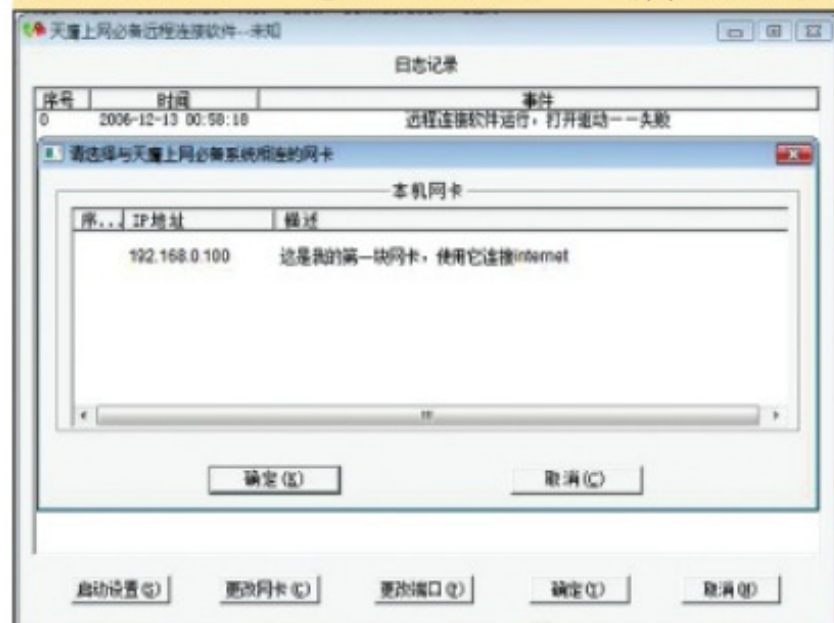 天鹰上网必备远程连接软件--未知
日志记录
序号 时间 事件
0 2006-12-13 00:58:18 远程连接软件运行，打开驱动——失败
请选择与天鹰上网必备系统相连的网卡
本机网卡
序... IP地址 描述
192.168.0.100 这是我的第一块网卡，使用它连接internet
确定(K) 取消(C)
启动设置(S) 更改网卡(C) 更改端口(P) 确定(Y) 取消(N)